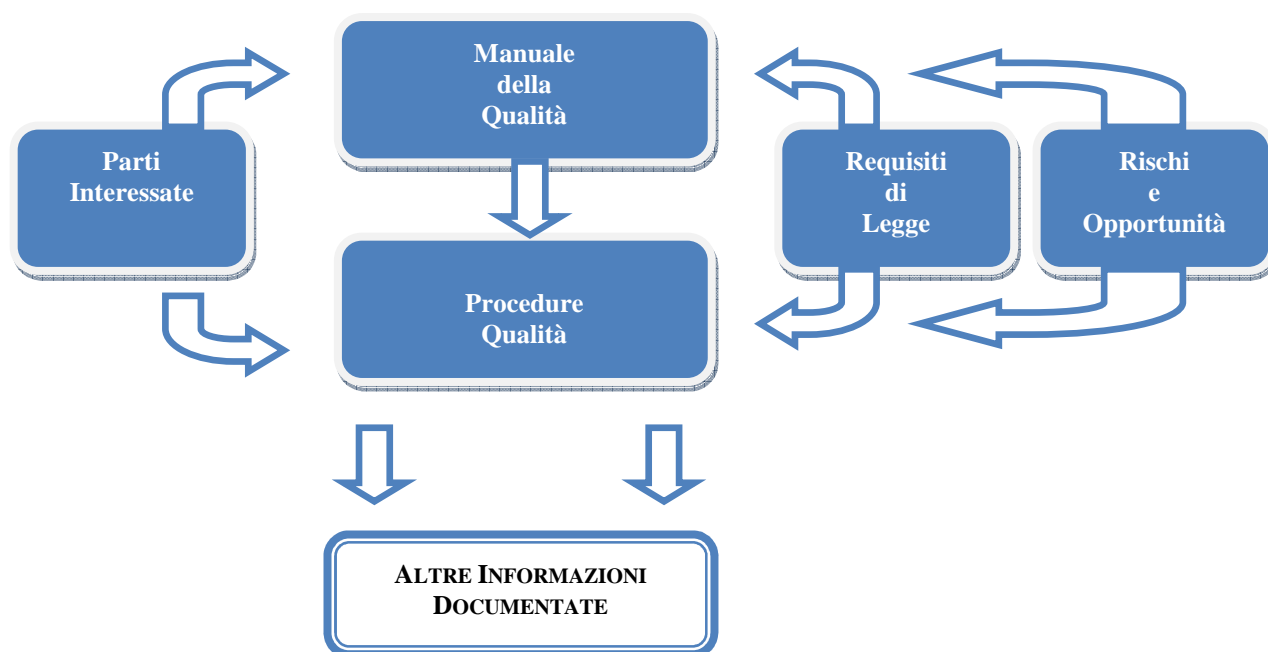 Manuale
della
Qualità
Parti
Interessate
Requisiti
di
Legge
Rischi
e
Opportunità
Procedure
Qualità
ALTRE INFORMAZIONI
DOCUMENTATE